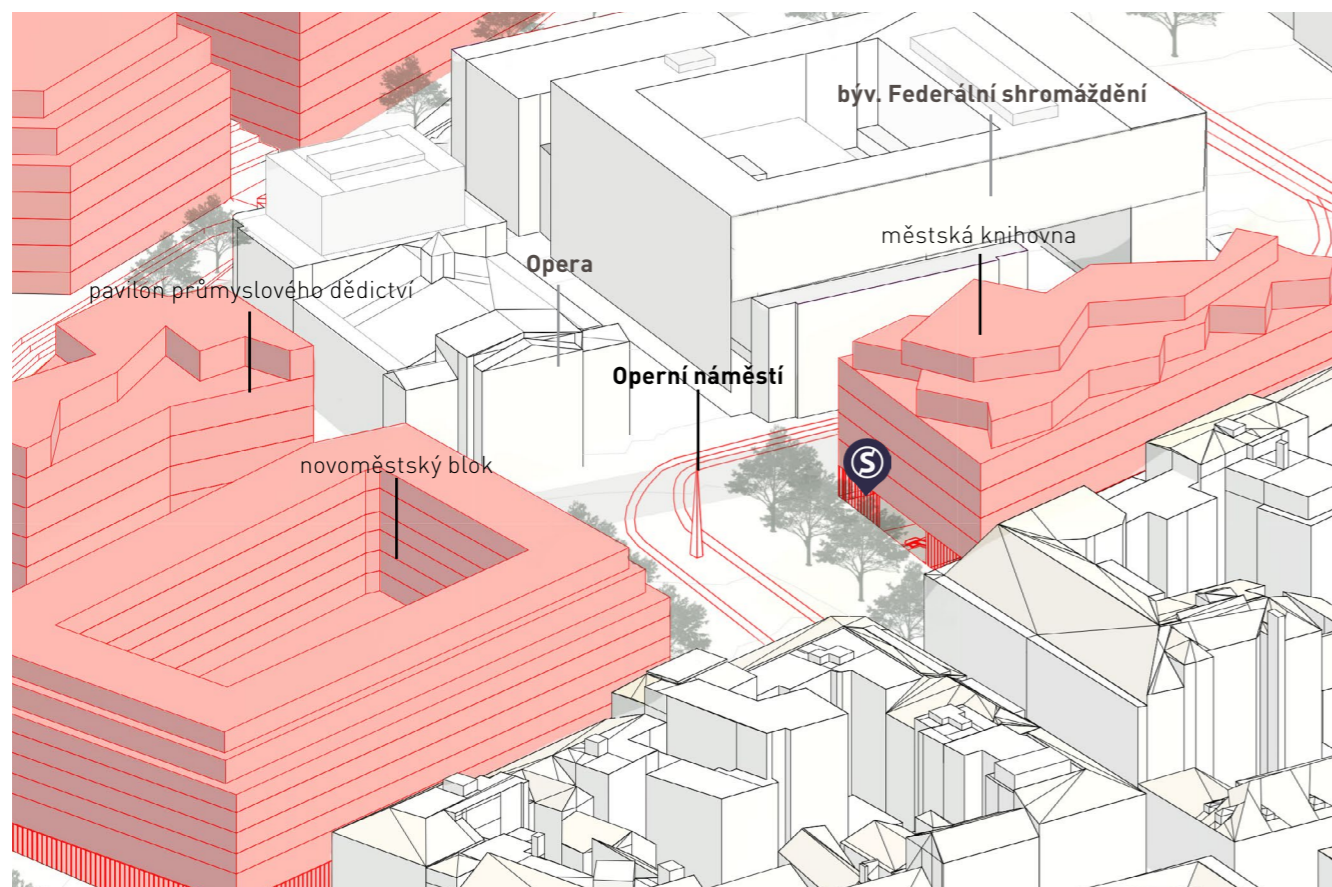 býv. Federální shromáždění
městská knihovna
Opera
pavilon průmyslového dědictví
Operní náměstí
novoměstský blok
S